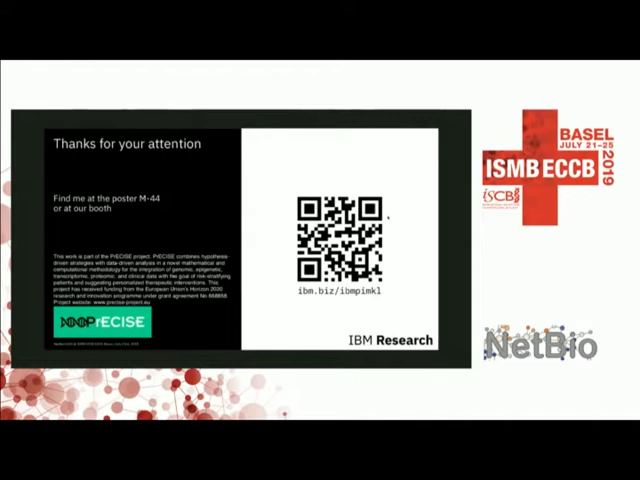 Thanks for your attention
Find me at the poster M-44
or at our booth
This work is part of the PrECISE project. PrECISE combines hypothesis-
driven strategies with data-driven analysis in a novel mathematical and
computational methodology for the integration of genomic, epigenetic,
transcriptomic, proteomic, and clinical data with the goal of risk-stratifying
patients and suggesting personalized therapeutic interventions. This
project has received funding from the European Union's Horizon 2020
research and innovation programme under grant agreement No 668858
Project website: www.precise-project.eu
PrECISE
ibm.biz/ibmpimkl
IBM Research
BASEL
JULY 21-25
2019
ISMB ECCB
iSCB
NetBio